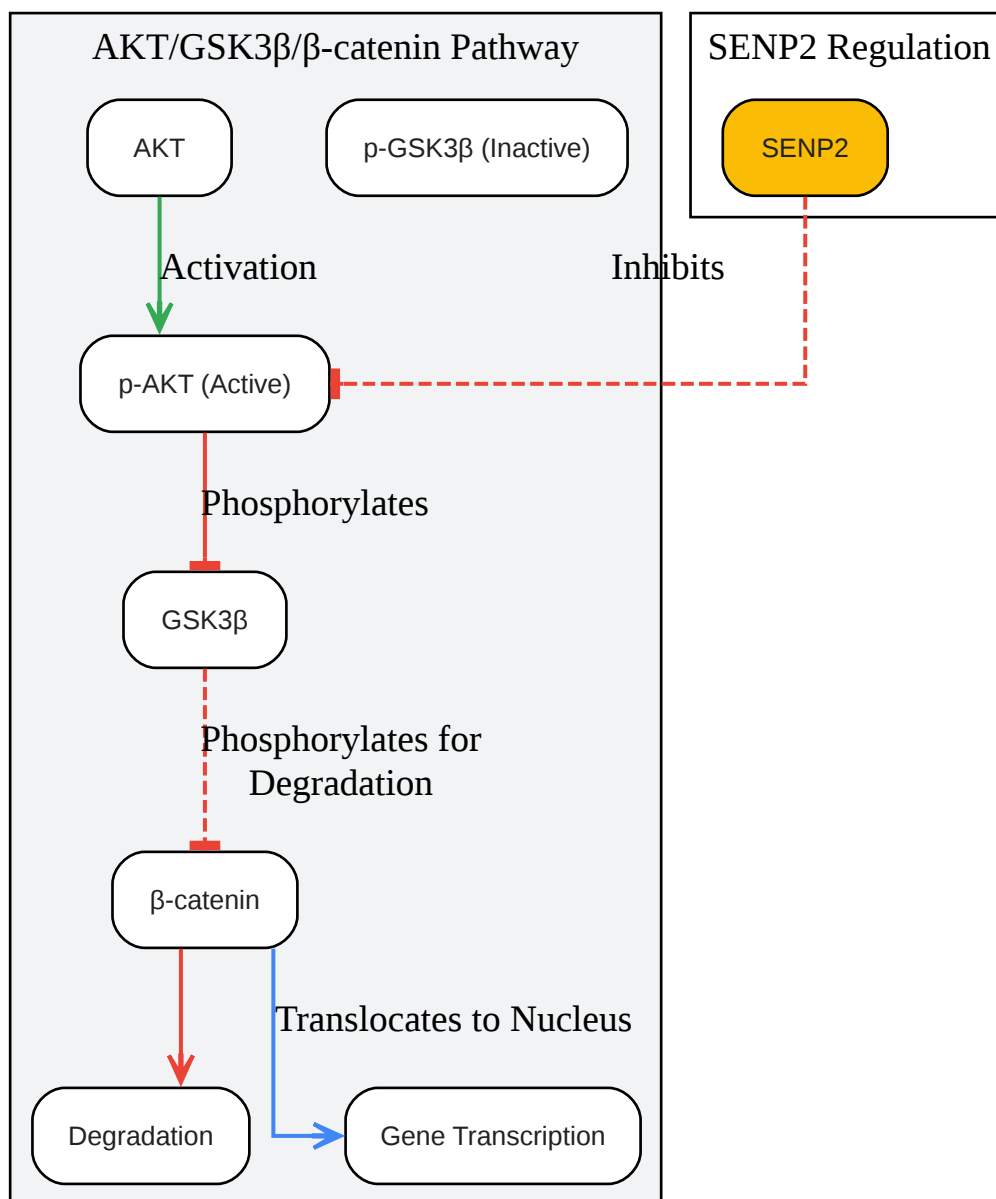 AKT/GSK3β/β-catenin Pathway
SENP2 Regulation
AKT
p-GSK3β (Inactive)
SENP2
Activation
Inhibits
p-AKT (Active)
Phosphorylates
GSK3β
Phosphorylates for
Degradation
β-catenin
Translocates to Nucleus
Degradation
Gene Transcription